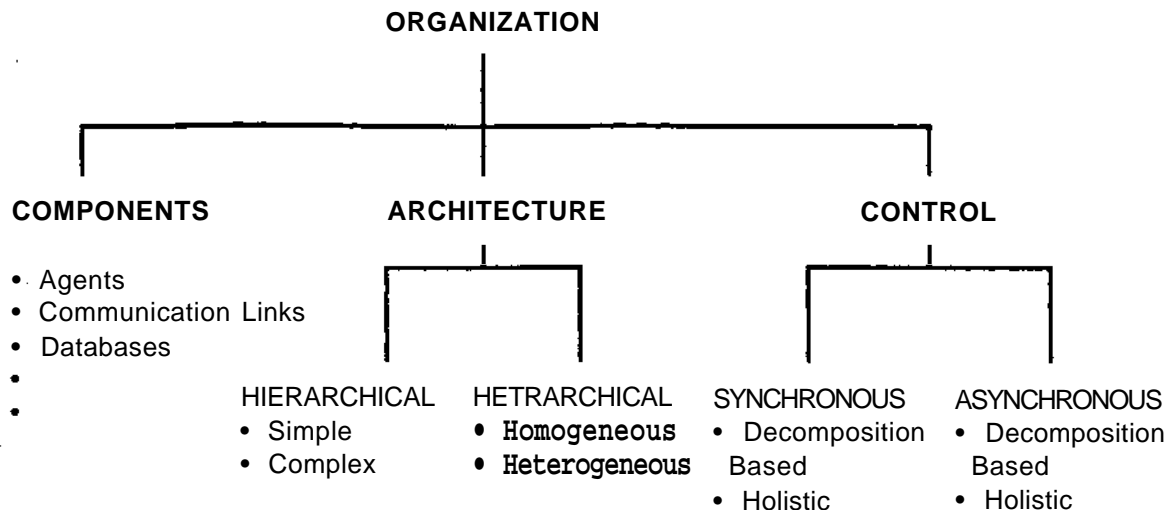 ORGANIZATION
COMPONENTS
• Agents
• Communication Links
• Databases
•
•
ARCHITECTURE
HIERARCHICAL
• Simple
• Complex
HETRARCHICAL
• Homogeneous
• Heterogeneous
CONTROL
SYNCHRONOUS
• Decomposition
Based
• Holistic
ASYNCHRONOUS
• Decomposition
Based
• Holistic